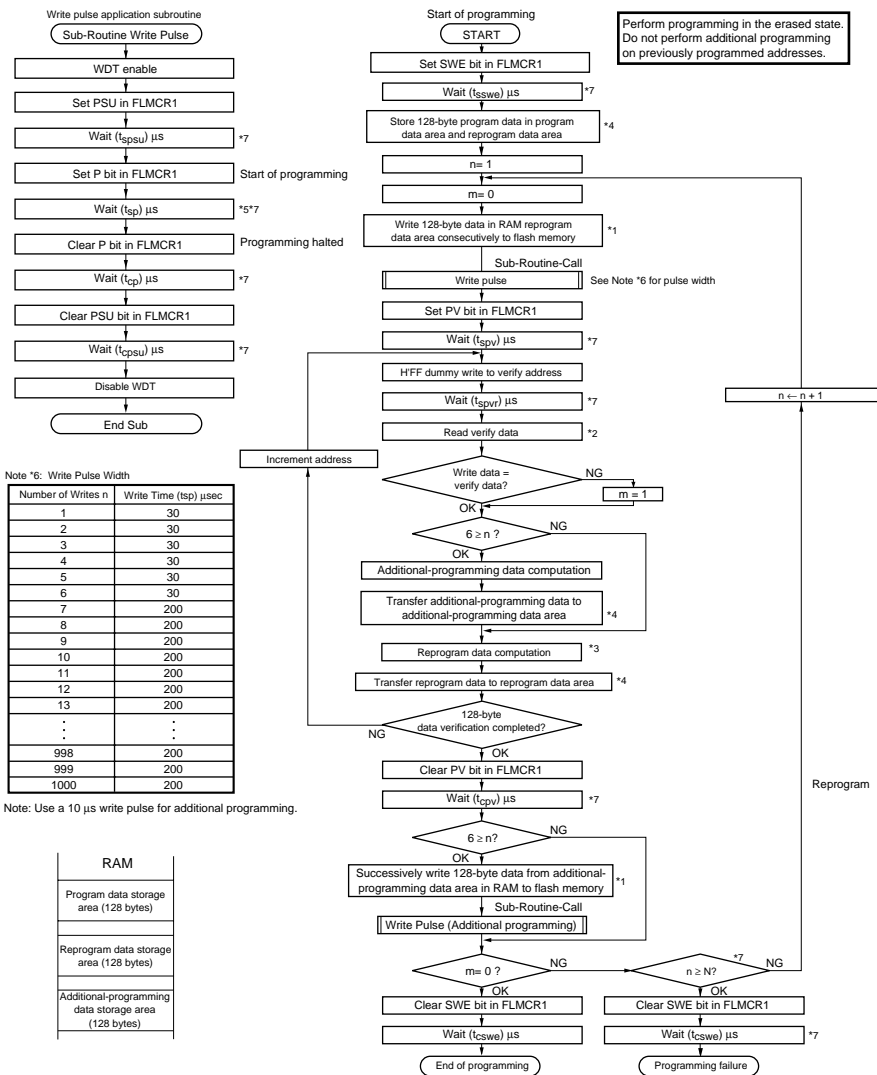 Write pulse application subroutine
Sub-Routine Write Pulse
WDT enable
Set PSU in FLMCR1
Wait (tspsu) μs
*7
Set P bit in FLMCR1
Start of programming
Wait (tsp) μs
*5*7
Clear P bit in FLMCR1
Programming halted
Wait (tcp) μs
*7
Clear PSU bit in FLMCR1
Wait (tcpsu) μs
*7
Disable WDT
End Sub
Note *6: Write Pulse Width
Number of Writes n Write Time (tsp) μsec
1 30
2 30
3 30
4 30
5 30
6 30
7 200
8 200
9 200
10 200
11 200
12 200
13 200
998 200
999 200
1000 200
Note: Use a 10 μs write pulse for additional programming.
RAM
Program data storage
area (128 bytes)
Reprogram data storage
area (128 bytes)
Additional-programming
data storage area
(128 bytes)
Start of programming
START
Set SWE bit in FLMCR1
Wait (tsswe) μs
*7
Store 128-byte program data in program
data area and reprogram data area
*4
n= 1
m= 0
Write 128-byte data in RAM reprogram
data area consecutively to flash memory
*1
Sub-Routine-Call
Write pulse
See Note *6 for pulse width
Set PV bit in FLMCR1
Wait (tspv) μs
*7
H'FF dummy write to verify address
Wait (tspvr) μs
*7
Read verify data
*2
Increment address
Write data =
verify data?
NG
m = 1
OK
6 ≥ n ?
NG
OK
Additional-programming data computation
Transfer additional-programming data to
additional-programming data area
*4
Reprogram data computation
*3
Transfer reprogram data to reprogram data area
*4
128-byte
data verification completed?
NG
OK
Clear PV bit in FLMCR1
Wait (tcpv) μs
*7
6 ≥ n?
NG
OK
Successively write 128-byte data from additional-
programming data area in RAM to flash memory
*1
Sub-Routine-Call
Write Pulse (Additional programming)
m= 0 ?
NG
OK
Clear SWE bit in FLMCR1
Wait (tcswe) μs
End of programming
n ≥ N?
*7
NG
OK
Clear SWE bit in FLMCR1
Wait (tcswe) μs
*7
Programming failure
Reprogram
n ← n + 1
Perform programming in the erased state.
Do not perform additional programming
on previously programmed addresses.